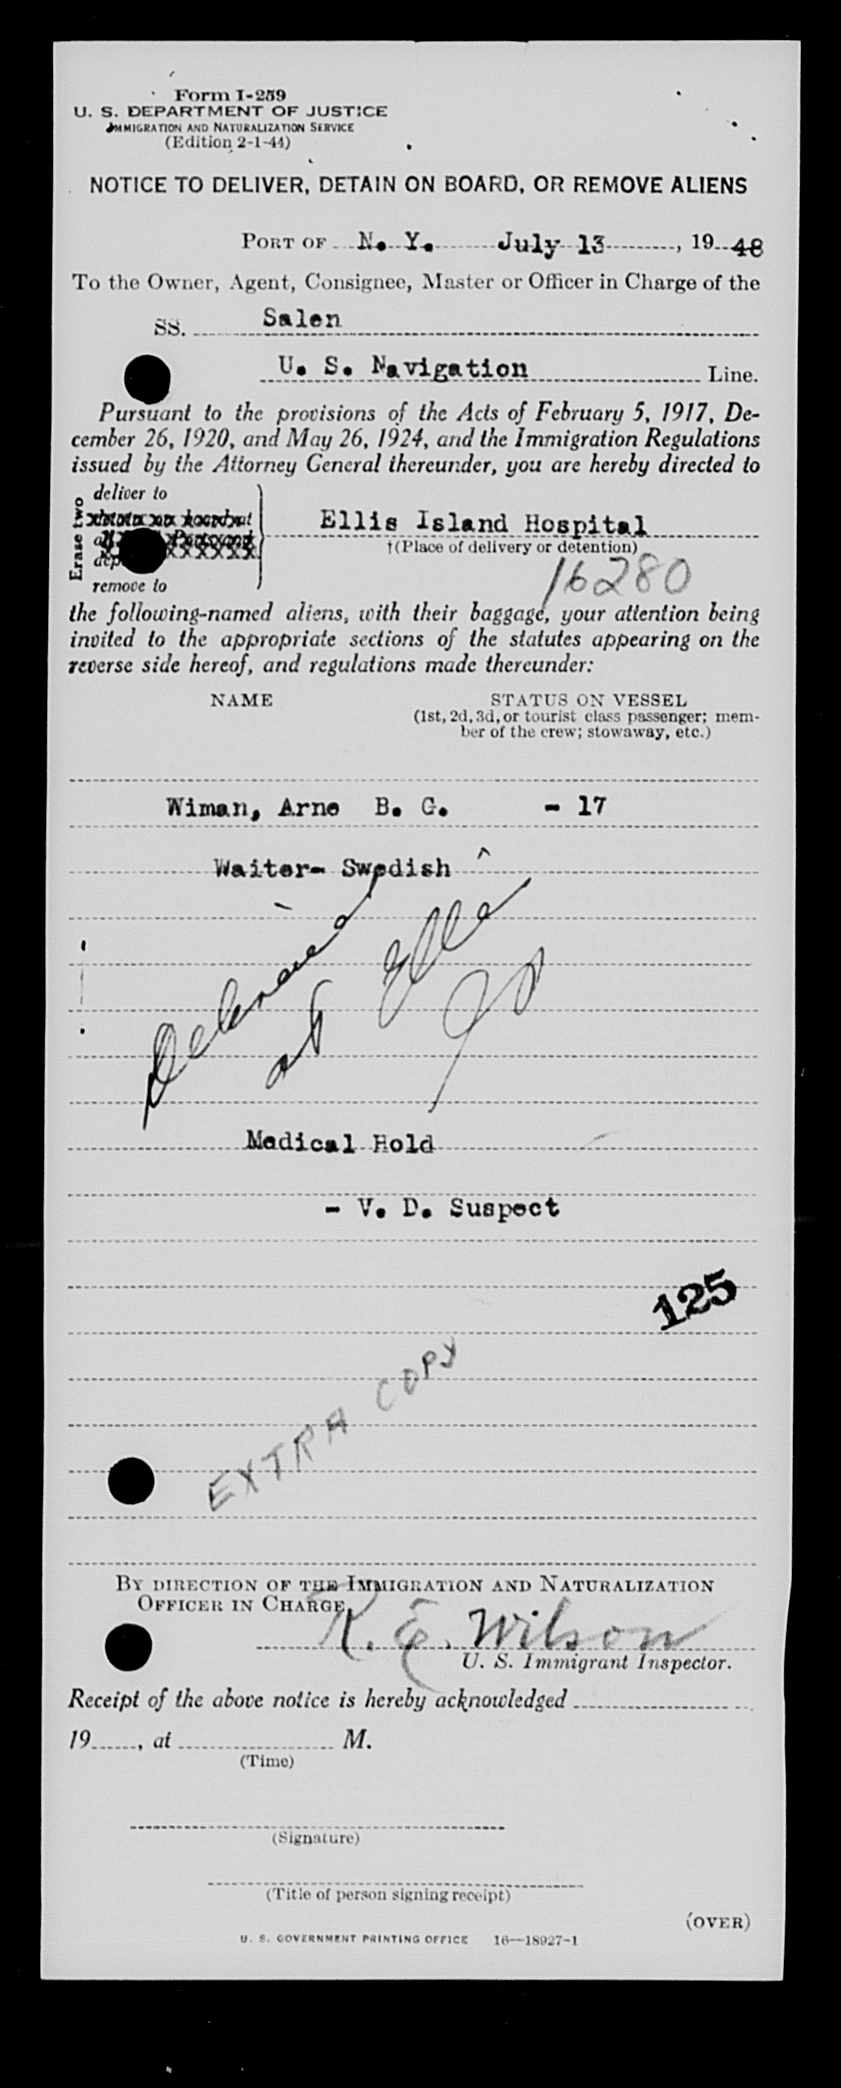 Form I-259
U. S. DEPARTMENT OF JUSTICE
IMMIGRATION AND NATURALIZATION SERVICE
(Edition 2-1-44)
NOTICE TO DELIVER, DETAIN ON BOARD, OR REMOVE ALIENS
PORT OF N. Y. July 13, 1948
To the Owner, Agent, Consignee, Master or Officer in Charge of the
SS. Salen
U. S. Navigation Line.
Pursuant to the provisions of the Acts of February 5, 1917, De-
cember 26, 1920, and May 26, 1924, and the Immigration Regulations
issued by the Attorney General thereunder, you are hereby directed to
Erase two
deliver to
Ellis Island Hospital
†(Place of delivery or detention)
remove to
16280
the following-named aliens, with their baggage, your attention being
invited to the appropriate sections of the statutes appearing on the
reverse side hereof, and regulations made thereunder:
NAME STATUS ON VESSEL
(1st, 2d, 3d, or tourist class passenger; mem-
ber of the crew; stowaway, etc.)
Wiman, Arne B. G. - 17
Waiter- Swedish
at
Medical Hold
- V. D. Suspect
125
EXTRA COPY
BY DIRECTION OF THE IMMIGRATION AND NATURALIZATION
OFFICER IN CHARGE,
R. E. Wilson
U. S. Immigrant Inspector.
Receipt of the above notice is hereby acknowledged
19, at M.
(Time)
(Signature)
(Title of person signing receipt)
(OVER)
U. S. GOVERNMENT PRINTING OFFICE 16—18927-1